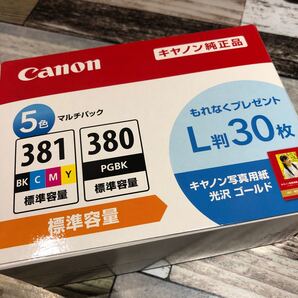 キヤノン純正品
Canon
5色 マルチパック
381
BK C M Y
標準容量
380
PGBK
標準容量
もれなくプレゼント
L判30枚
キヤノン写真用紙
光沢 ゴールド
標準容量